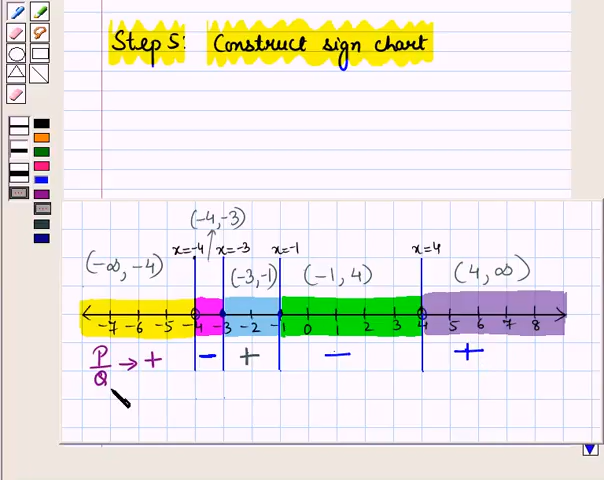 Step 5: Construct sign chart
(-4,-3)
x=-4 x=-3 x=-1 x=4
(-∞, -4) (-3,-1) (-1, 4) (4, ∞)
-7 -6 -5 -4 -3 -2 -1 0 1 2 3 4 5 6 7 8
P/Q → + - + - +